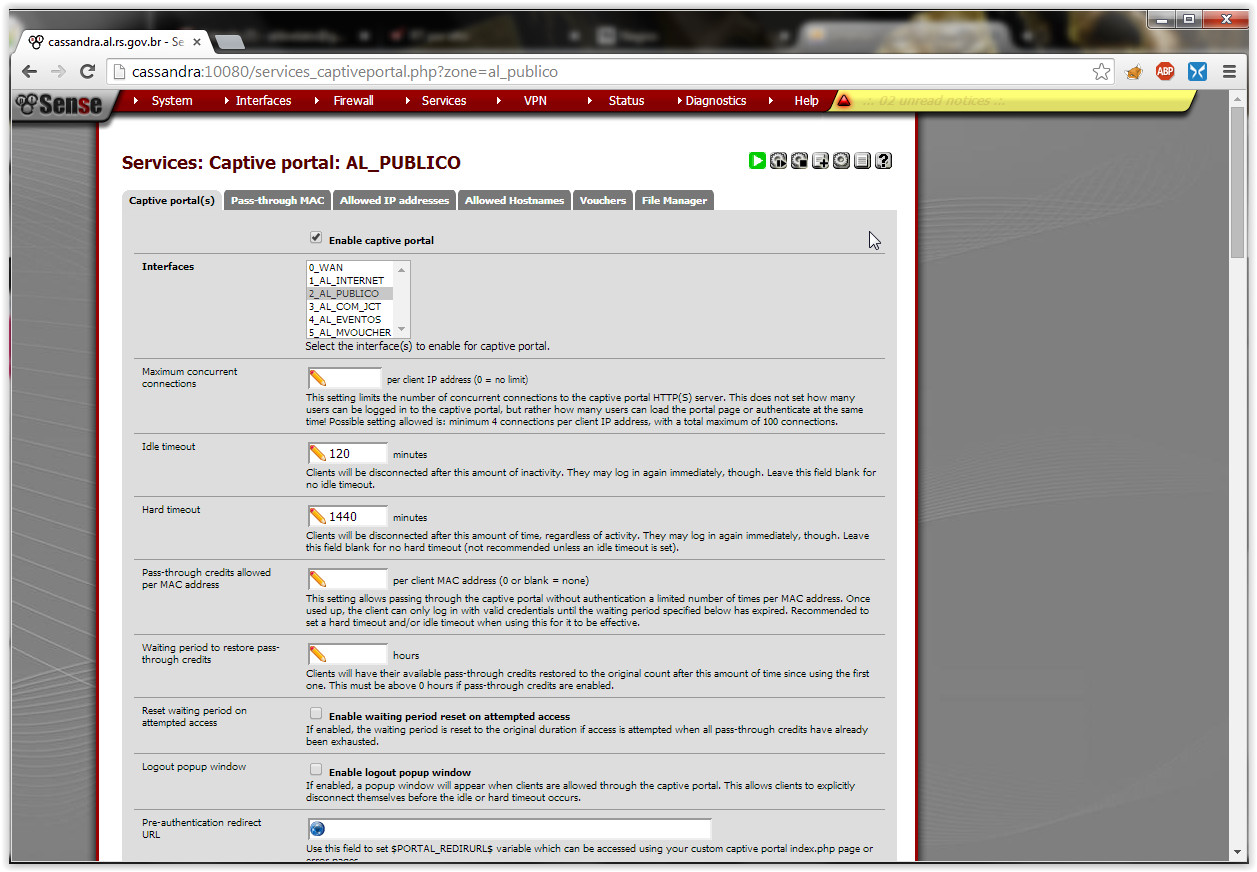 cassandra.al.rs.gov.br - Se
cassandra:10080/services_captiveportal.php?zone=al_publico
ABP
Sense
System Interfaces Firewall Services VPN Status Diagnostics Help .:. 02 unread notices .:.
Services: Captive portal: AL_PUBLICO
Captive portal(s) Pass-through MAC Allowed IP addresses Allowed Hostnames Vouchers File Manager
Enable captive portal
Interfaces
0_WAN
1_AL_INTERNET
2_AL_PUBLICO
3_AL_COM_JCT
4_AL_EVENTOS
5_AL_MVOUCHER
Select the interface(s) to enable for captive portal.
Maximum concurrent
connections
per client IP address (0 = no limit)
This setting limits the number of concurrent connections to the captive portal HTTP(S) server. This does not set how many
users can be logged in to the captive portal, but rather how many users can load the portal page or authenticate at the same
time! Possible setting allowed is: minimum 4 connections per client IP address, with a total maximum of 100 connections.
Idle timeout
120 minutes
Clients will be disconnected after this amount of inactivity. They may log in again immediately, though. Leave this field blank for
no idle timeout.
Hard timeout
1440 minutes
Clients will be disconnected after this amount of time, regardless of activity. They may log in again immediately, though. Leave
this field blank for no hard timeout (not recommended unless an idle timeout is set).
Pass-through credits allowed
per MAC address
per client MAC address (0 or blank = none)
This setting allows passing through the captive portal without authentication a limited number of times per MAC address. Once
used up, the client can only log in with valid credentials until the waiting period specified below has expired. Recommended to
set a hard timeout and/or idle timeout when using this for it to be effective.
Waiting period to restore pass-
through credits
hours
Clients will have their available pass-through credits restored to the original count after this amount of time since using the first
one. This must be above 0 hours if pass-through credits are enabled.
Reset waiting period on
attempted access
Enable waiting period reset on attempted access
If enabled, the waiting period is reset to the original duration if access is attempted when all pass-through credits have already
been exhausted.
Logout popup window
Enable logout popup window
If enabled, a popup window will appear when clients are allowed through the captive portal. This allows clients to explicitly
disconnect themselves before the idle or hard timeout occurs.
Pre-authentication redirect
URL
Use this field to set $PORTAL_REDIRURL$ variable which can be accessed using your custom captive portal index.php page or
error pages.